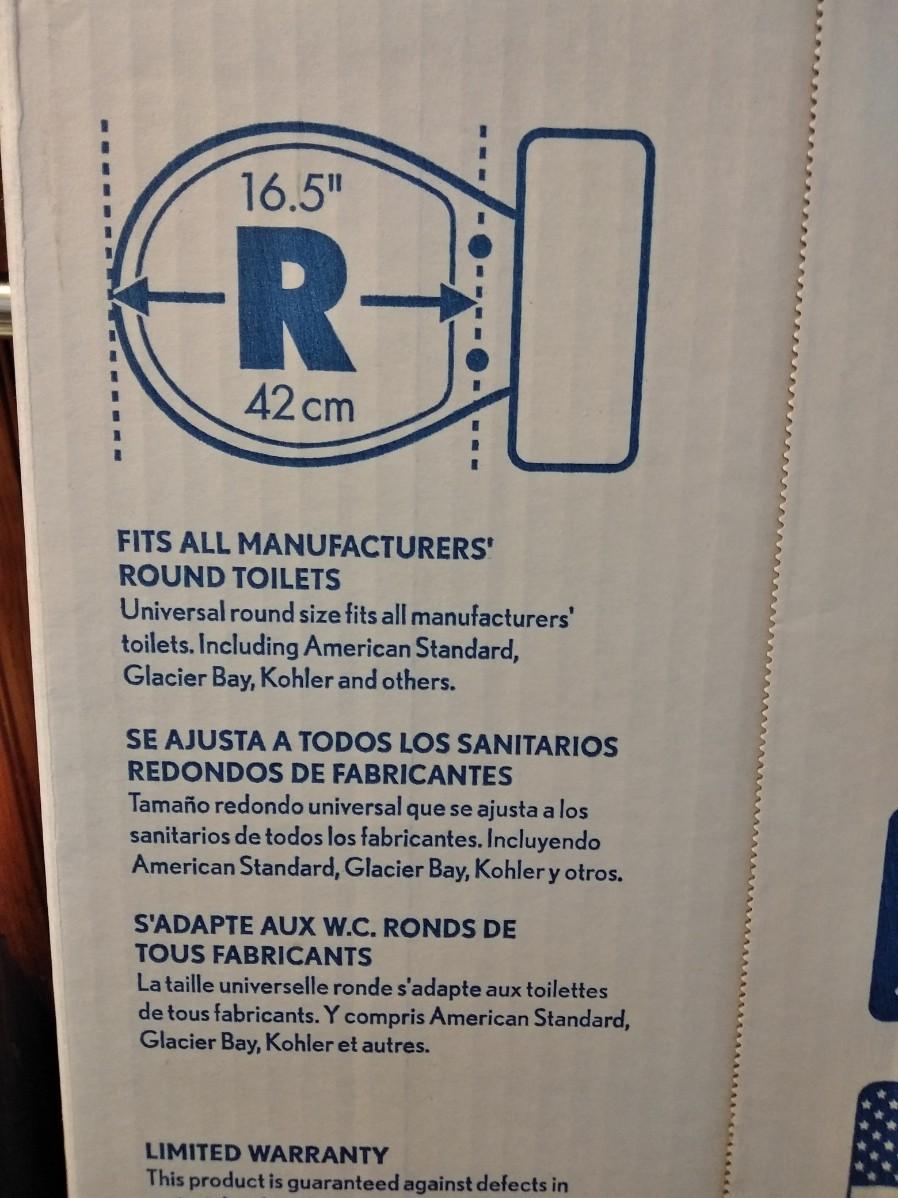 16.5"
R
42 cm
FITS ALL MANUFACTURERS'
ROUND TOILETS
Universal round size fits all manufacturers'
toilets. Including American Standard,
Glacier Bay, Kohler and others.
SE AJUSTA A TODOS LOS SANITARIOS
REDONDOS DE FABRICANTES
Tamaño redondo universal que se ajusta a los
sanitarios de todos los fabricantes. Incluyendo
American Standard, Glacier Bay, Kohler y otros.
S'ADAPTE AUX W.C. RONDS DE
TOUS FABRICANTS
La taille universelle ronde s'adapte aux toilettes
de tous fabricants. Y compris American Standard,
Glacier Bay, Kohler et autres.
LIMITED WARRANTY
This product is guaranteed against defects in